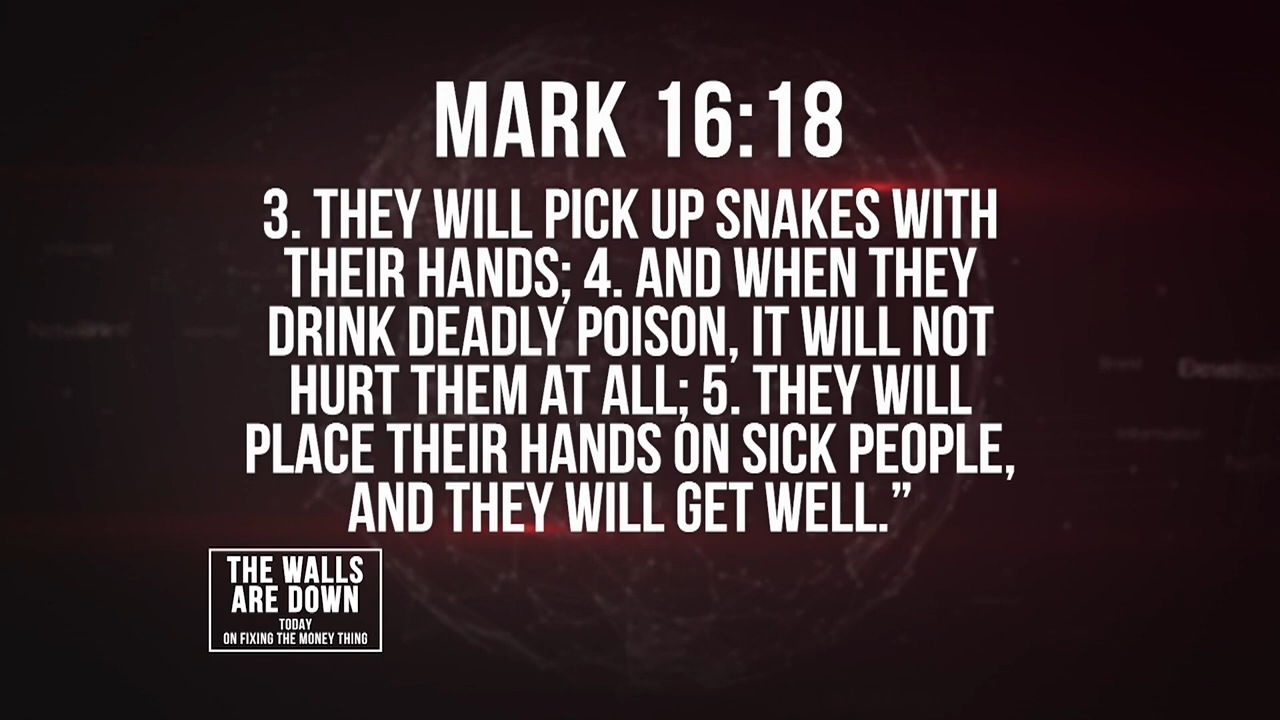 MARK 16:18
3. THEY WILL PICK UP SNAKES WITH
THEIR HANDS; 4. AND WHEN THEY
DRINK DEADLY POISON, IT WILL NOT
HURT THEM AT ALL; 5. THEY WILL
PLACE THEIR HANDS ON SICK PEOPLE,
AND THEY WILL GET WELL.”
THE WALLS
ARE DOWN
TODAY
ON FIXING THE MONEY THING